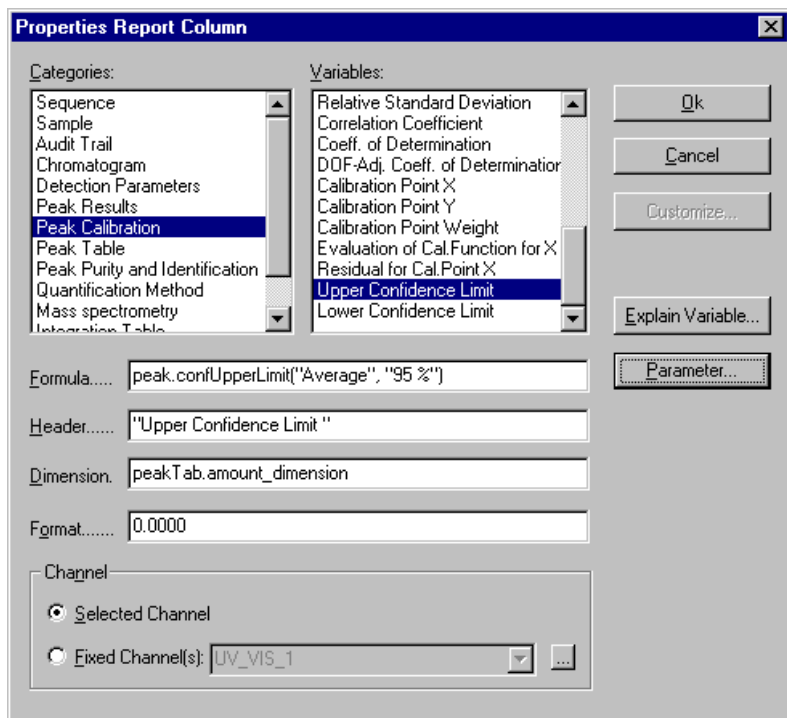 Properties Report Column
Categories:
Sequence
Sample
Audit Trail
Chromatogram
Detection Parameters
Peak Results
Peak Calibration
Peak Table
Peak Purity and Identification
Quantification Method
Mass spectrometry
Integration Table
Variables:
Relative Standard Deviation
Correlation Coefficient
Coeff. of Determination
DOF-Adj. Coeff. of Determination
Calibration Point X
Calibration Point Y
Calibration Point Weight
Evaluation of Cal.Function for X
Residual for Cal.Point X
Upper Confidence Limit
Lower Confidence Limit
Ok
Cancel
Customize...
Explain Variable...
Parameter...
Formula..... peak.confUpperLimit("Average", "95 %")
Header...... "Upper Confidence Limit "
Dimension. peakTab.amount_dimension
Format....... 0.0000
Channel
Selected Channel
Fixed Channel(s): UV_VIS_1 ...